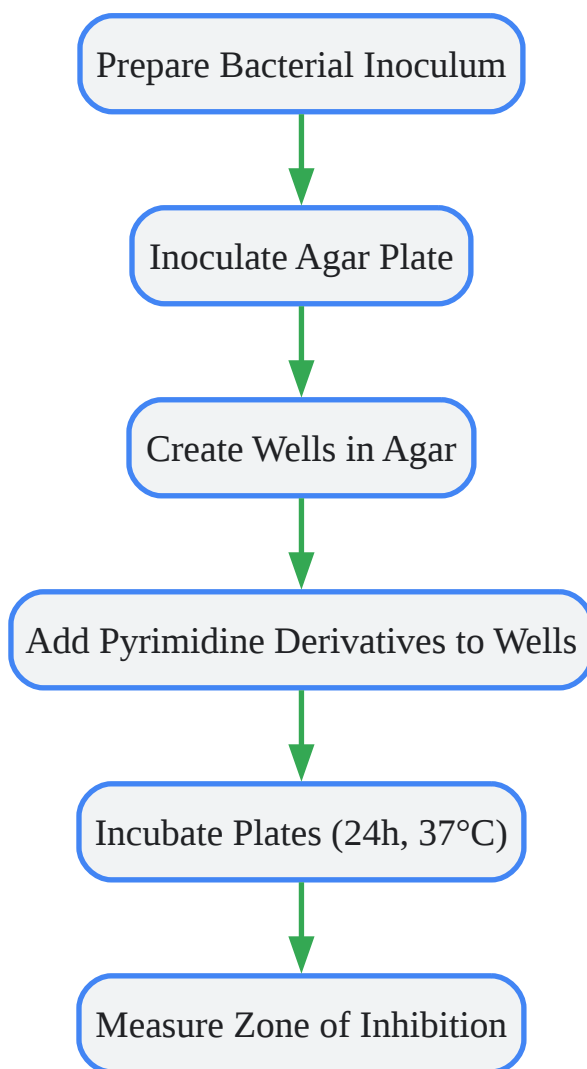 Prepare Bacterial Inoculum
Inoculate Agar Plate
Create Wells in Agar
Add Pyrimidine Derivatives to Wells
Incubate Plates (24h, 37°C)
Measure Zone of Inhibition